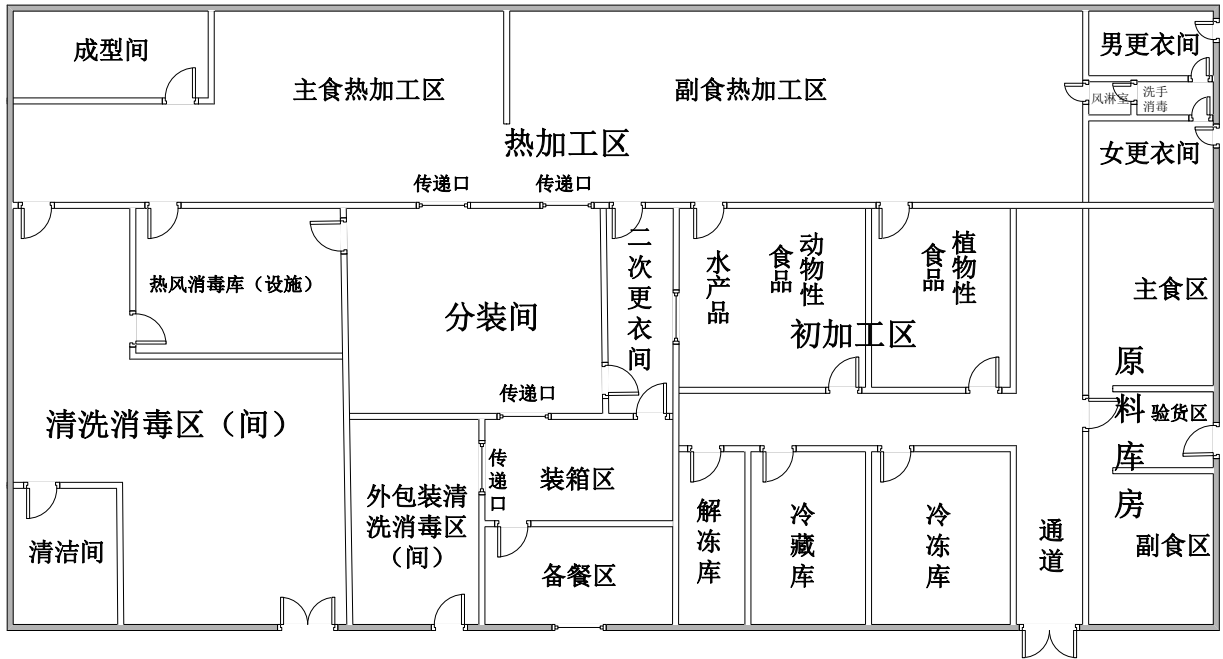 成型间
主食热加工区
副食热加工区
男更衣间
风淋室
洗手
消毒
热加工区
女更衣间
传递口
传递口
热风消毒库（设施）
分装间
二次更衣间
水产品
动物性
食品
植物性
食品
初加工区
主食区
原料库房
验货区
副食区
传递口
清洗消毒区（间）
外包装清
洗消毒区
（间）
传递口
装箱区
备餐区
清洁间
解冻库
冷藏库
冷冻库
通道